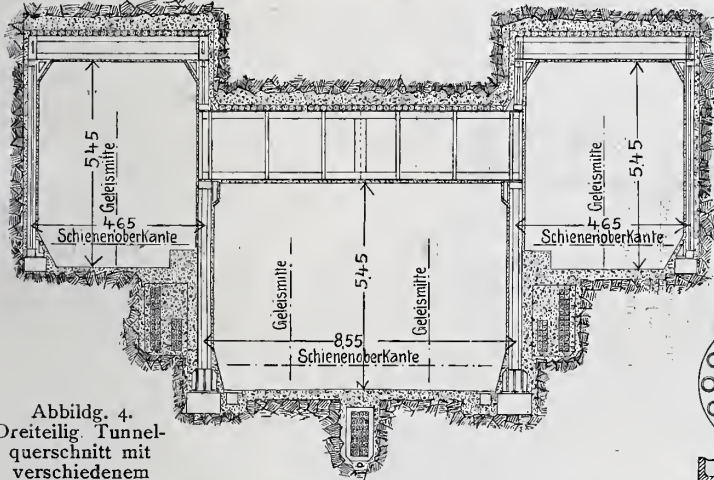 5,45
Geleismitte
4,65
Schienenoberkante
5,45
Geleismitte
4,65
Schienenoberkante
Geleismitte
5,45
Geleismitte
8,55
Schienenoberkante
Abbildg. 4.
Dreiteilig. Tunnel-
querschnitt mit
verschiedenem